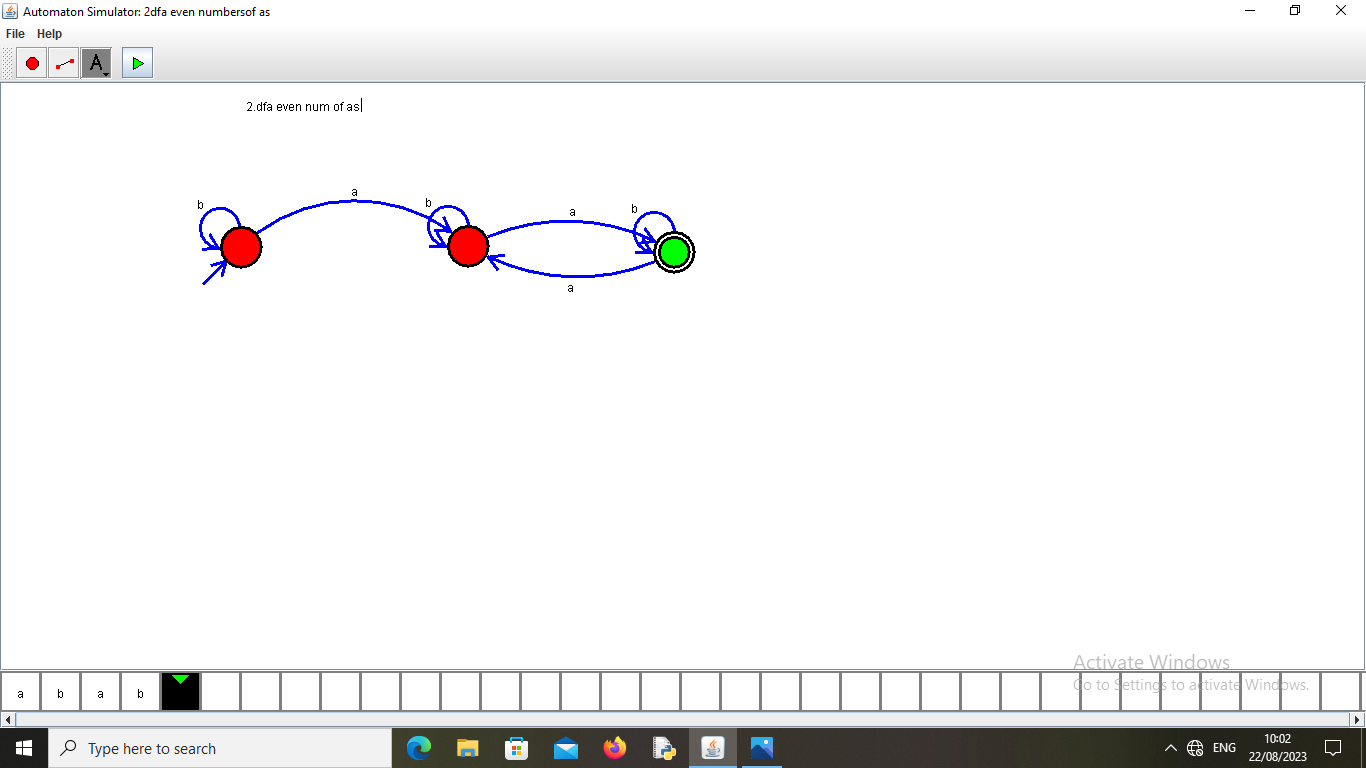 Automaton Simulator: 2dfa even numbersof as
File Help
A
2.dfa even num of as
b a b a b
a
a b a b
Activate Windows
Go to Settings to activate Windows.
Type here to search
ENG
10:02
22/08/2023